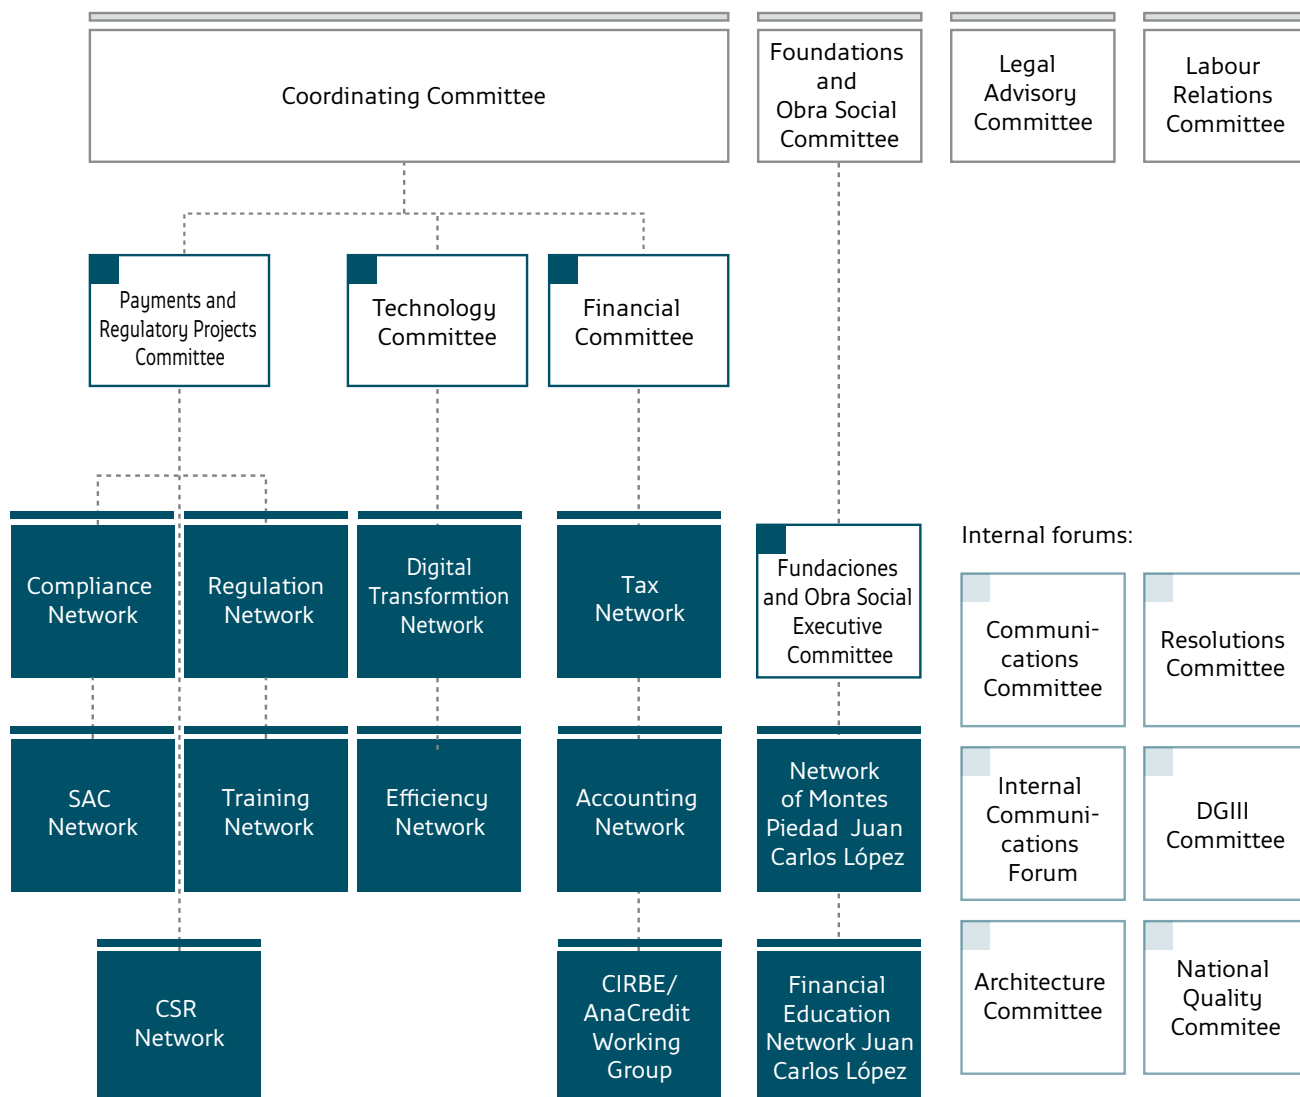 Coordinating Committee
Foundations
and
Obra Social
Committee
Legal
Advisory
Committee
Labour
Relations
Committee
Payments and
Regulatory Projects
Committee
Technology
Committee
Financial
Committee
Compliance
Network
Regulation
Network
Digital
Transformtion
Network
Tax
Network
Fundaciones
and Obra Social
Executive
Committee
SAC
Network
Training
Network
Efficiency
Network
Accounting
Network
Network
of Montes
Piedad Juan
Carlos López
CSR
Network
CIRBE/
AnaCredit
Working
Group
Financial
Education
Network Juan
Carlos López
Internal forums:
Communi-
cations
Committee
Resolutions
Committee
Internal
Communi-
cations
Forum
DGIII
Committee
Architecture
Committee
National
Quality
Commitee